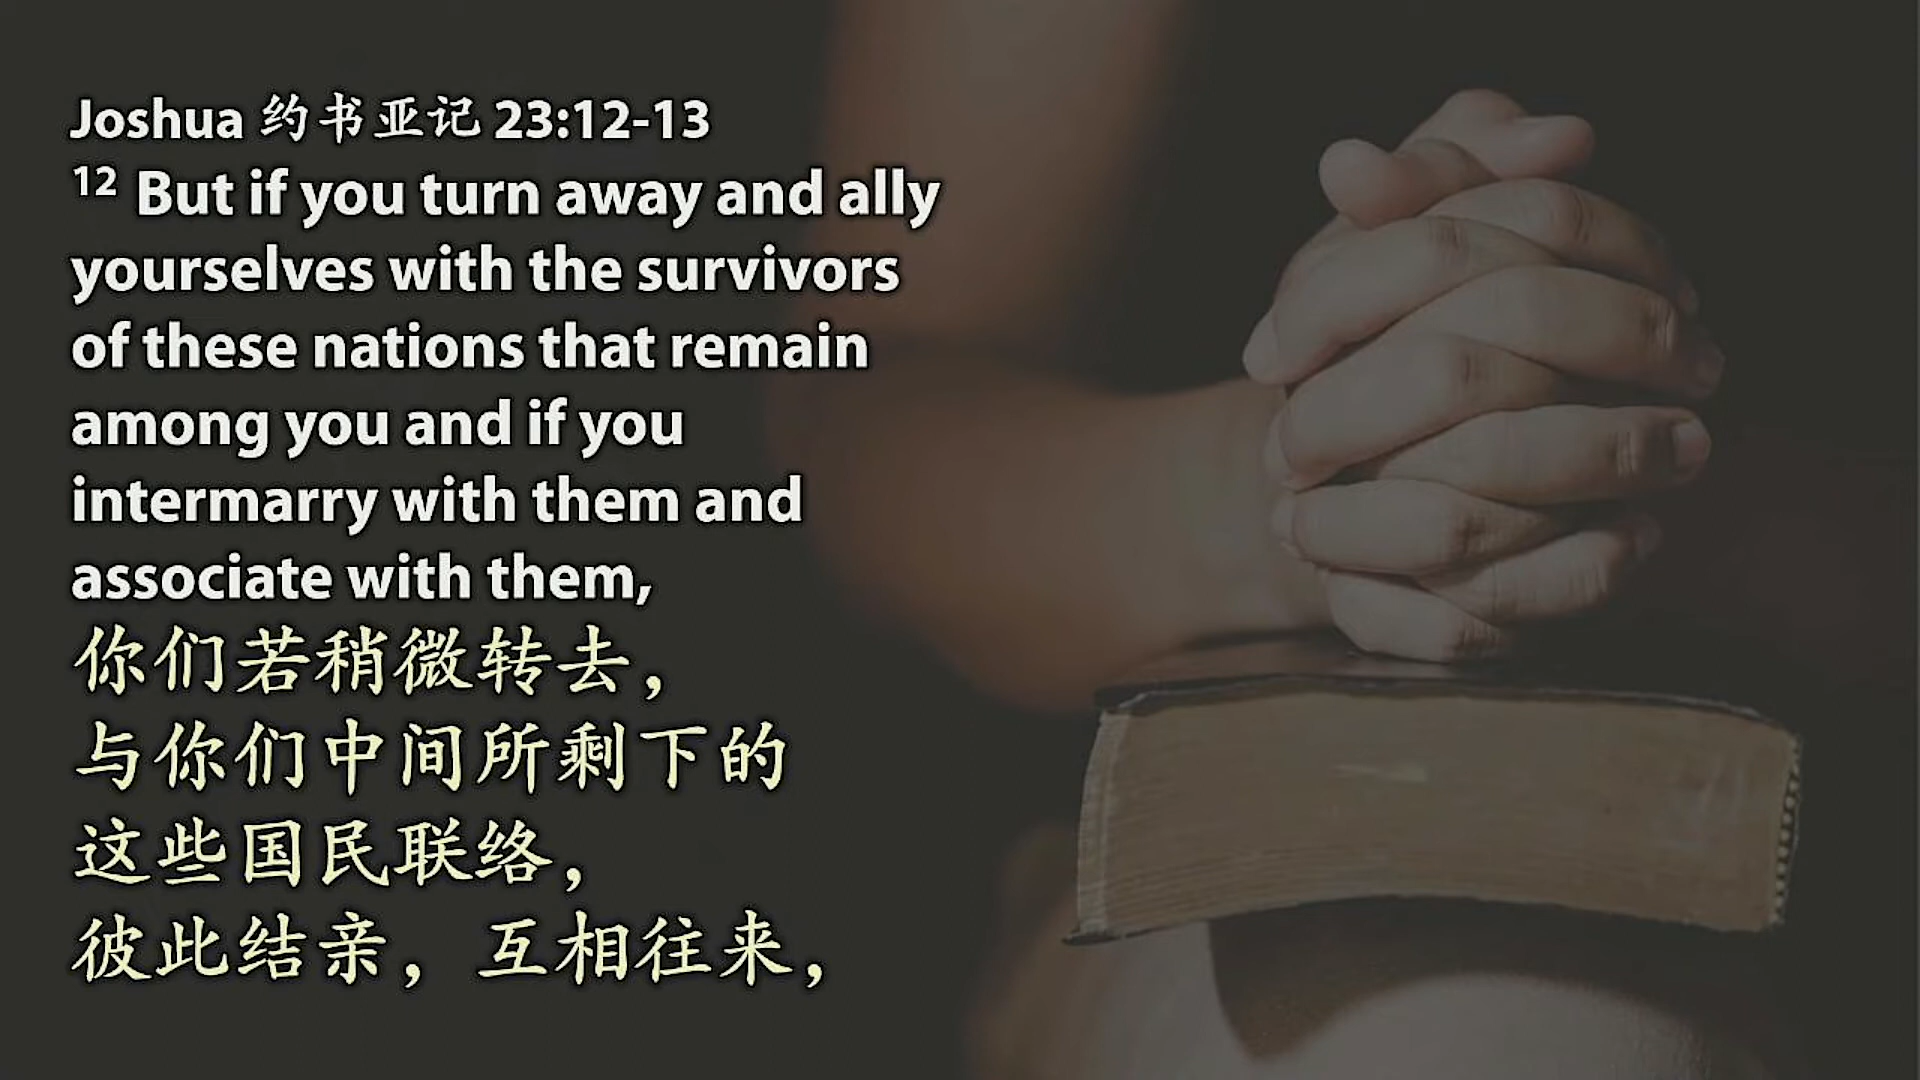 Joshua 约书亚记 23:12-13
12 But if you turn away and ally
yourselves with the survivors
of these nations that remain
among you and if you
intermarry with them and
associate with them,
你们若稍微转去，
与你们中间所剩下的
这些国民联络，
彼此结亲，互相往来，